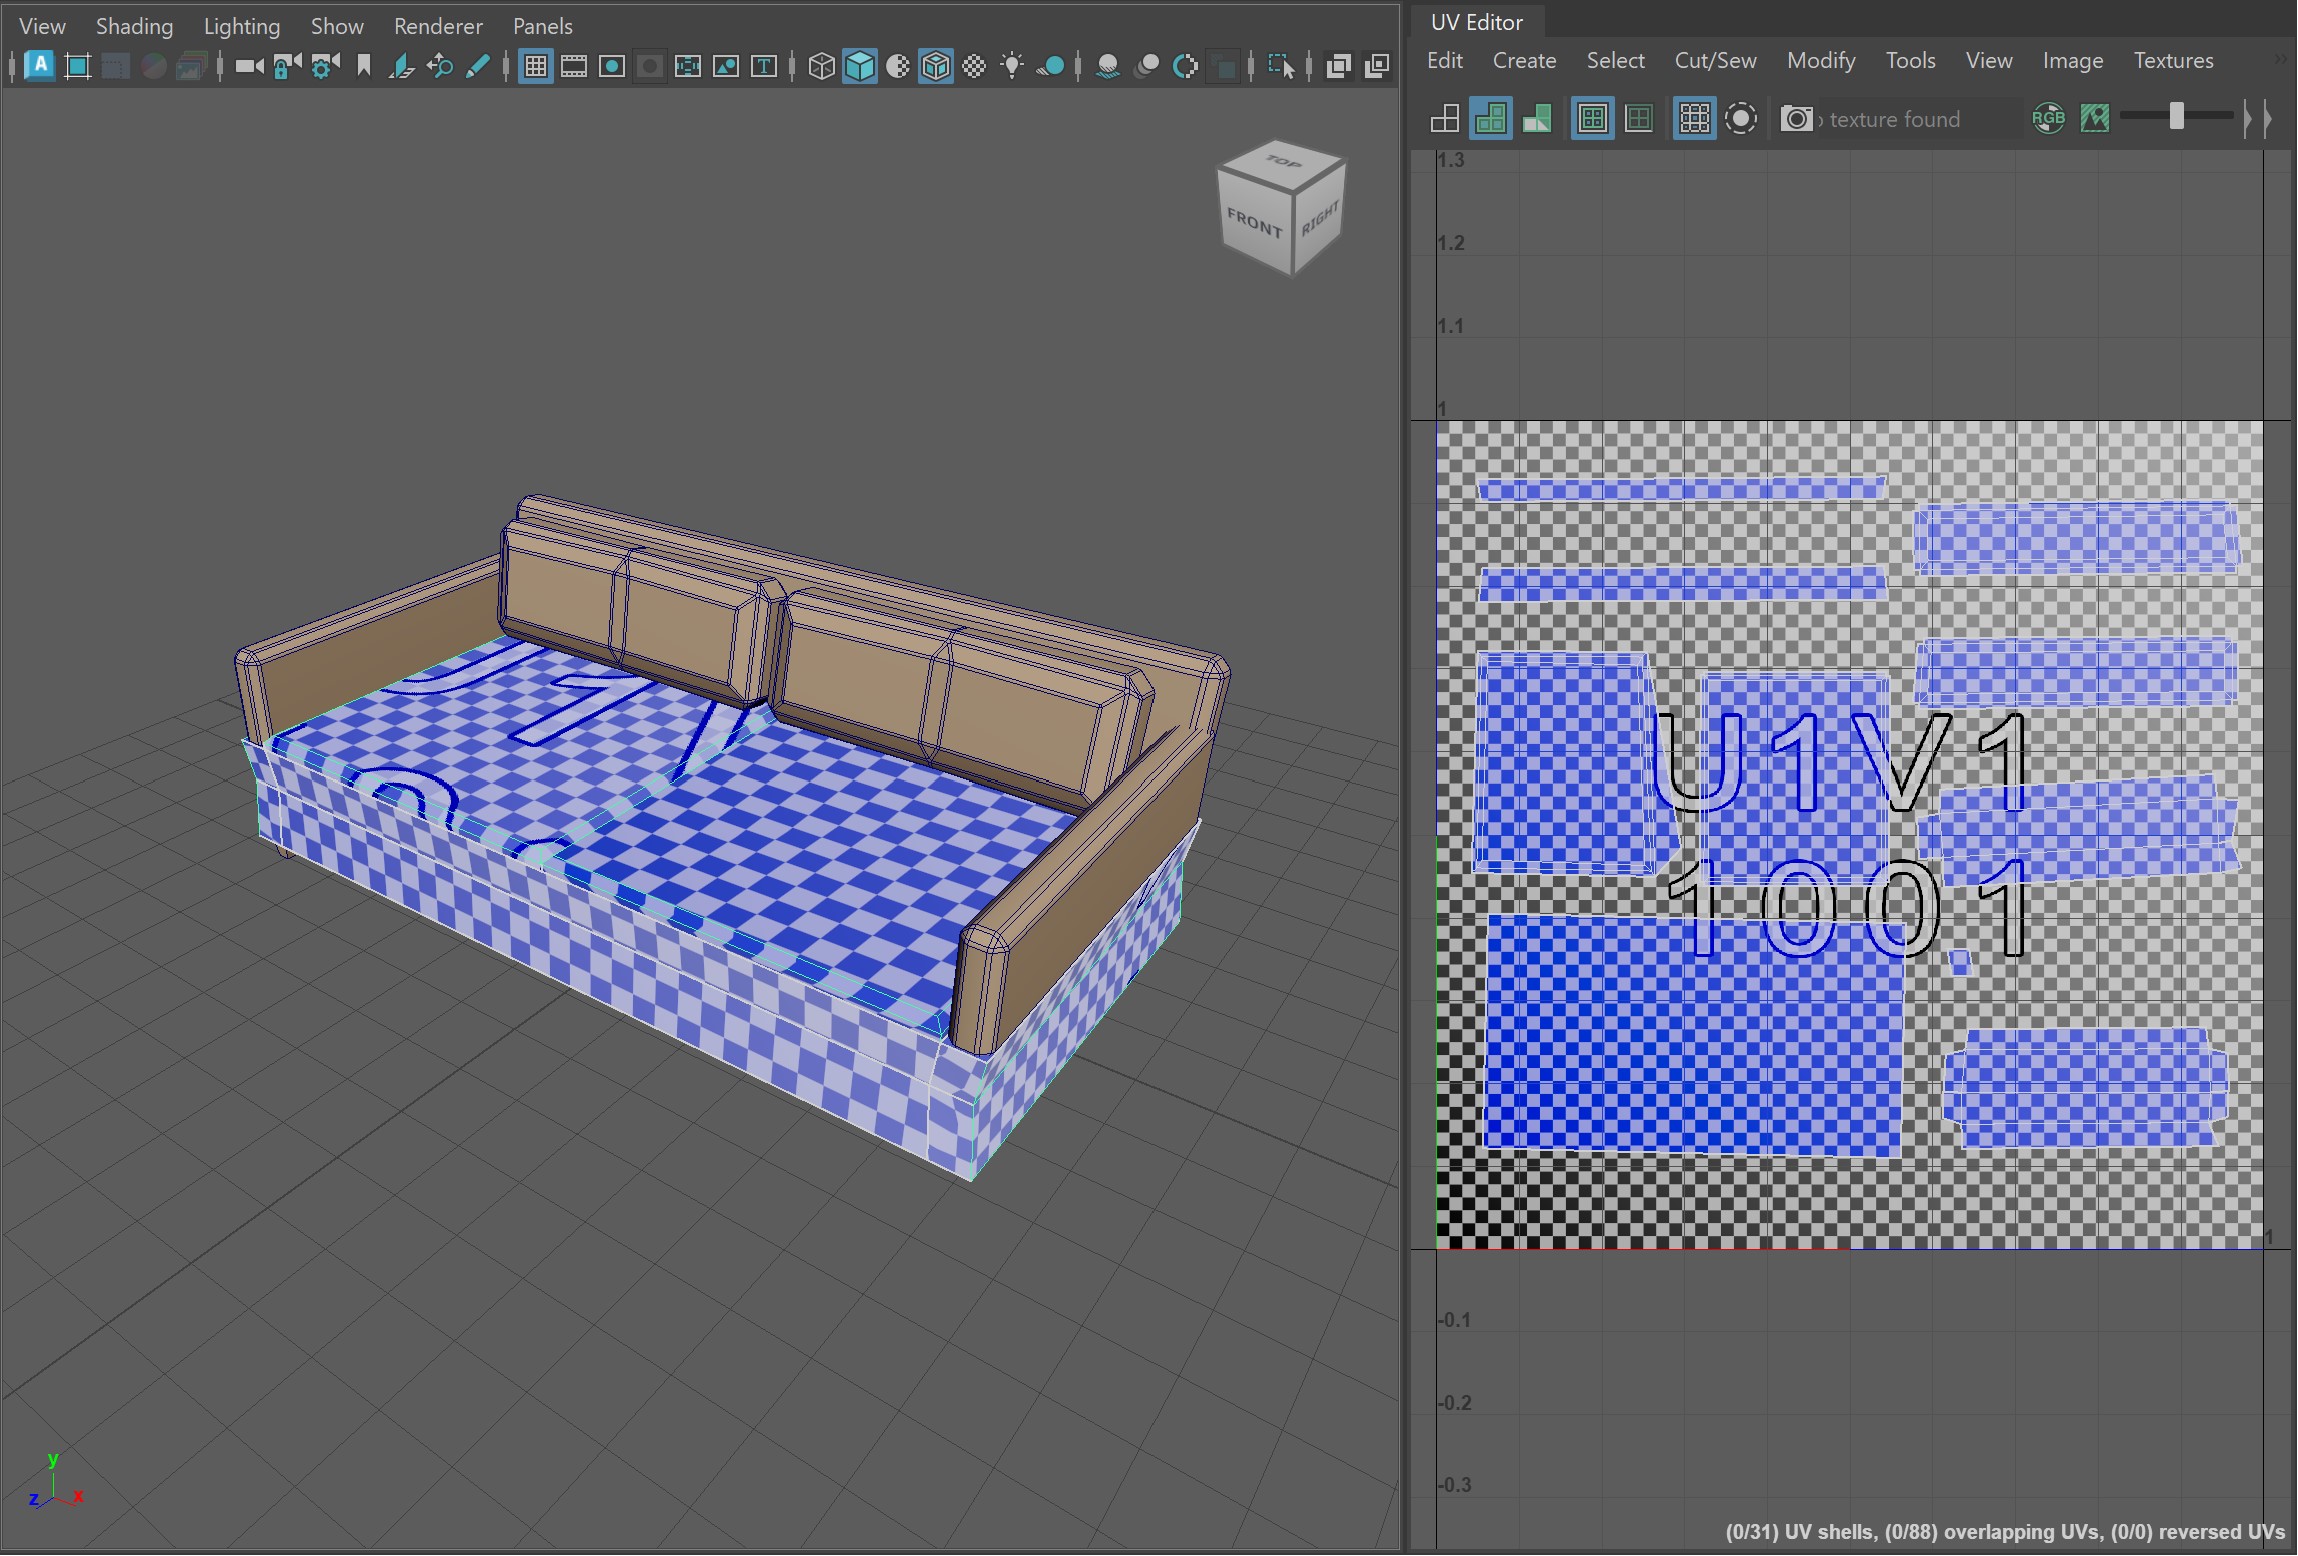 View Shading Lighting Show Renderer Panels
A
T
TOP
FRONT
RIGHT
y
z
x
UV Editor
Edit Create Select Cut/Sew Modify Tools View Image Textures
texture found
RGB
1.3
1.2
1.1
1
U1V1
1001
1
-0.1
-0.2
-0.3
(0/31) UV shells, (0/88) overlapping UVs, (0/0) reversed UVs